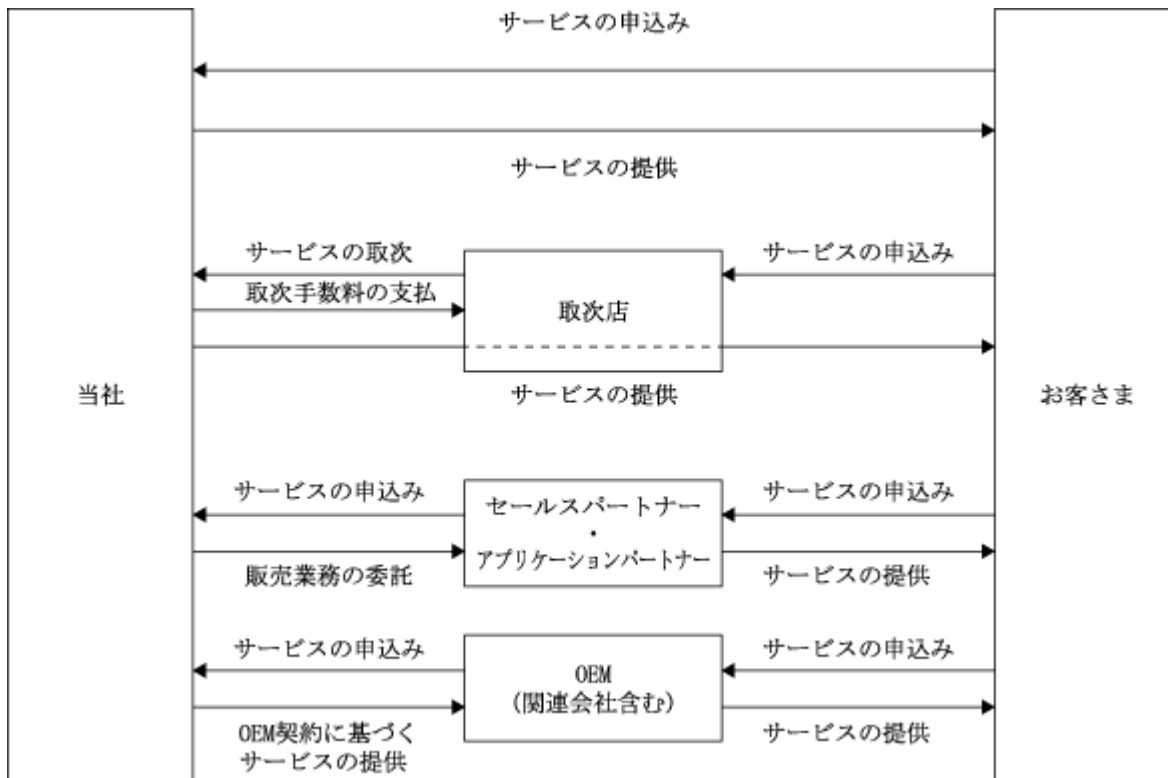 サービスの申込み
サービスの提供
サービスの取次
サービスの申込み
取次手数料の支払
取次店
サービスの提供
当社
お客さま
サービスの申込み
セールスパートナー
・
アプリケーションパートナー
サービスの申込み
販売業務の委託
サービスの提供
サービスの申込み
OEM
(関連会社含む)
サービスの申込み
OEM契約に基づく
サービスの提供
サービスの提供